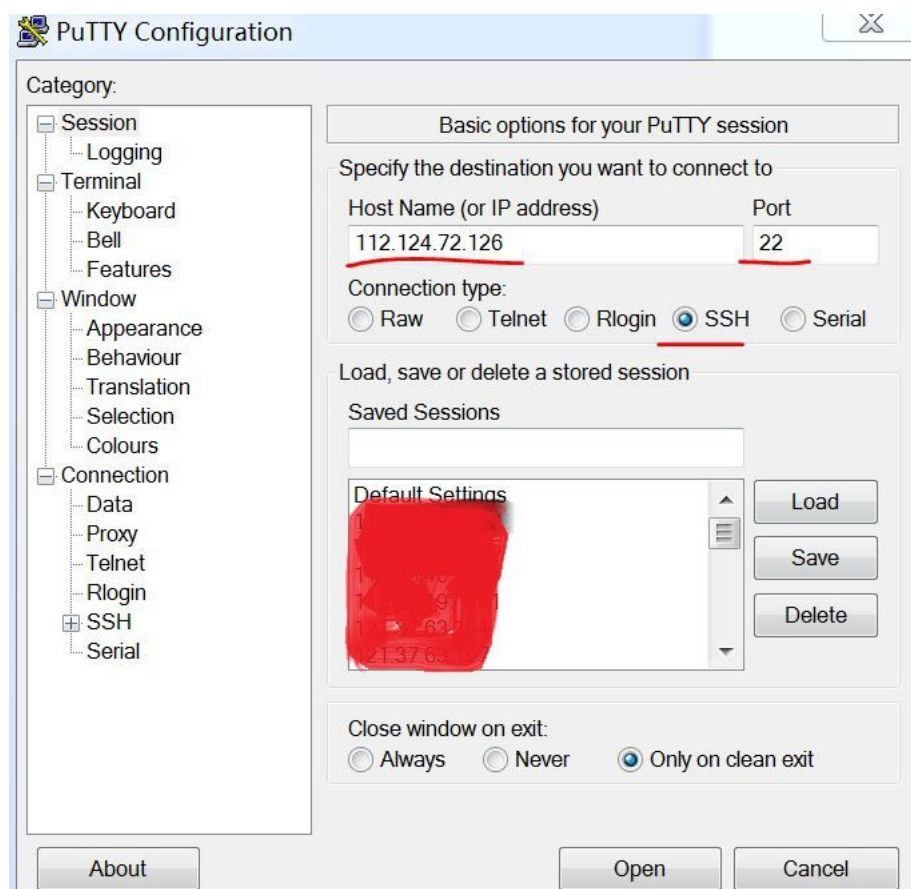 PuTTY Configuration
Category:
Session
Logging
Terminal
Keyboard
Bell
Features
Window
Appearance
Behaviour
Translation
Selection
Colours
Connection
Data
Proxy
Telnet
Rlogin
SSH
Serial
Basic options for your PuTTY session
Specify the destination you want to connect to
Host Name (or IP address) Port
112.124.72.126 22
Connection type:
Raw Telnet Rlogin SSH Serial
Load, save or delete a stored session
Saved Sessions
Default Settings
Load
Save
Delete
Close window on exit:
Always Never Only on clean exit
About Open Cancel